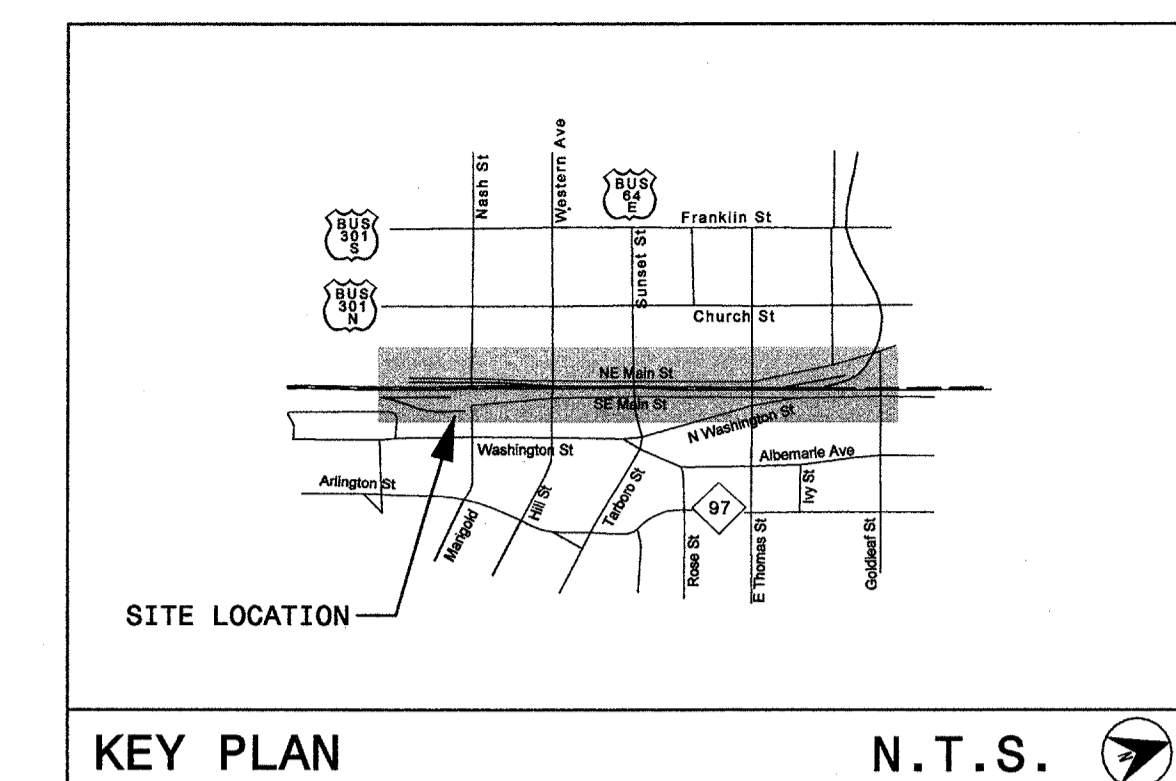 Nash St
Western Ave
BUS
64
E
BUS
301
S
Franklin St
Sunset St
BUS
301
N
Church St
NE Main St
SE Main St
N Washington St
Washington St
Albemarle Ave
Arlington St
Marigold
Hill St
Tarboro St
97
Ivy St
Rose St
E Thomas St
Goldleaf St
SITE LOCATION
KEY PLAN
N.T.S.
N